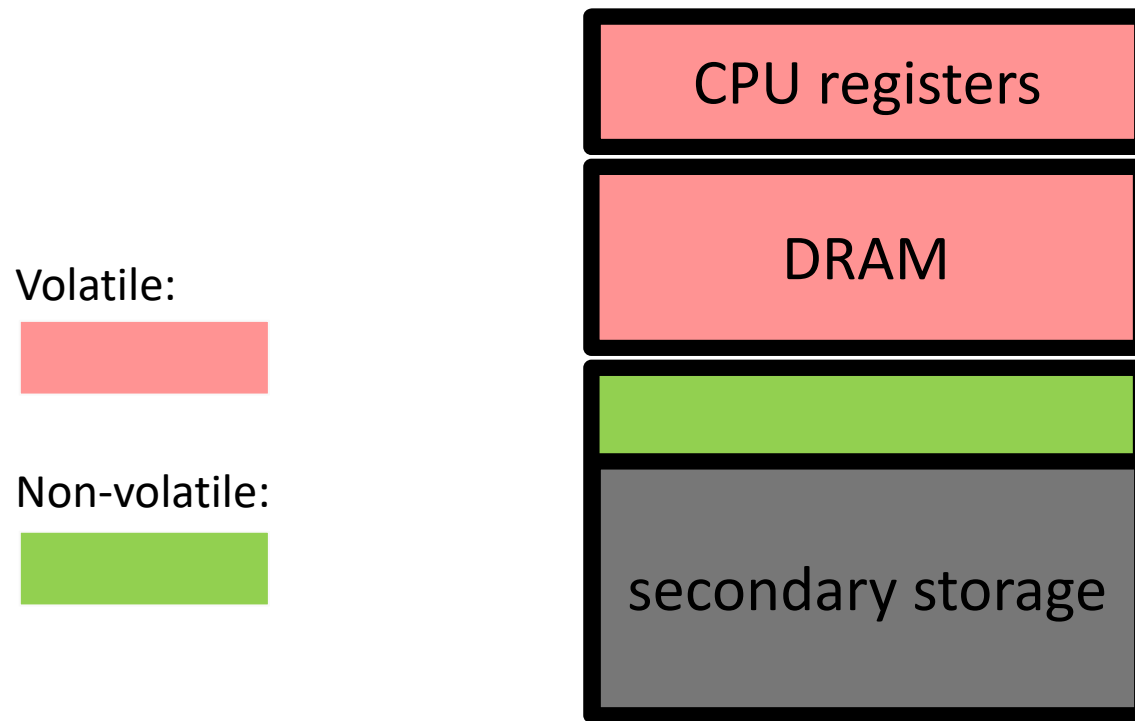 CPU registers
DRAM
Volatile:
Non-volatile:
secondary storage